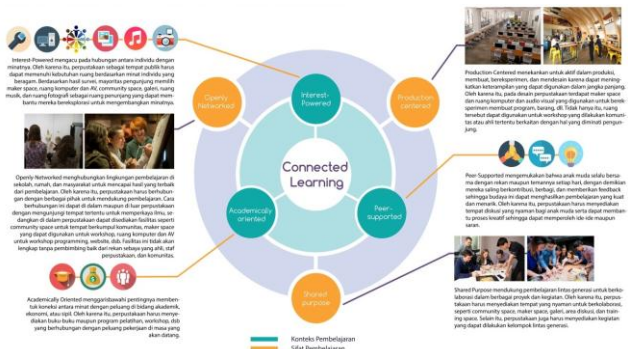 Interest-Powered mengacu pada hubungan antara individu dengan
minatnya. Oleh karena itu, perpustakaan sebagai tempat publik harus
dapat memenuhi kebutuhan ruang berdasarkan minat individu yang
beragam. Berdasarkan hasil survei, mayoritas pengunjung memilih
maker space, ruang komputer dan AV, community space, galeri, ruang
musik, dan ruang fotografi sebagai ruang penunjang yang dapat mem-
bantu mereka bereksplorasi untuk mengembangkan minatnya.
Openly Networked menghubungkan lingkungan pembelajaran di
sekolah, rumah, dan masyarakat untuk mencapai hasil yang terbaik
dari pembelajaran. Oleh karena itu, perpustakaan harus berhubun-
gan dengan berbagai pihak untuk mendukung pembelajaran. Cara
berhubungan ini dapat di dalam maupun di luar perpustakaan
dengan mengunjungi tempat tertentu untuk memperkaya ilmu, se-
dangkan di dalam perpustakaan dapat disediakan fasilitas seperti
community space untuk tempat berkumpul komunitas, maker space
yang dapat digunakan untuk workshop, ruang komputer dan AV
untuk workshop programming, website, dsb. Fasilitas ini tidak akan
lengkap tanpa pembimbing baik dari rekan sebaya yang ahli, staf
perpustakaan, dan komunitas.
Academically Oriented menggarisbawahi pentingnya memben-
tuk koneksi antara minat dengan peluang di bidang akademik,
ekonomi, atau sipil. Oleh karena itu, perpustakaan harus menye-
diakan buku-buku maupun program pelatihan, workshop, dsb
yang berhubungan dengan peluang pekerjaan di masa yang
akan datang.
Openly
Networked
Interest-
Powered
Production
centered
Connected
Learning
Academically
oriented
Peer-
supported
Shared
purpose
Konteks Pembelajaran
Sifat Pembelajaran
Production-Centered menekankan untuk aktif dalam produksi,
membuat, bereksperimen, dan mendesain karena dapat mening-
katkan keterampilan yang dapat digunakan dalam jangka panjang.
Oleh karena itu, pada desain perpustakaan terdapat maker space
dan ruang komputer dan audio visual yang digunakan untuk berek-
sperimen membuat program, barang, dll. Tidak hanya itu, ruang
tersebut dapat digunakan untuk workshop yang dilakukan komuni-
tas atau ahli tertentu berkaitan dengan hal yang diminati pengun-
jung.
Peer Supported mengemukakan bahwa anak muda selalu bersa-
ma dengan rekan maupun temannya setiap hari, dengan demikian
mereka saling berkontribusi, berbagi, dan memberikan feedback
sehingga budaya ini dapat menghasilkan pembelajaran yang kuat
dan menarik. Oleh karena itu, perpustakaan harus menyediakan
tempat diskusi yang nyaman bagi anak muda serta dapat memban-
tu proses kreatif sehingga dapat memperoleh ide-ide maupun
saran.
Shared Purpose mendukung pembelajaran lintas generasi untuk berko-
laborasi dalam berbagai proyek dan kegiatan. Oleh karena itu, perpus-
takaan harus menyediakan tempat yang nyaman untuk berkolaborasi,
seperti community space, maker space, galeri, area diskusi, dan train-
ing space. Selain itu, perpustakaan juga harus menyediakan kegiatan
yang dapat dilakukan kelompok lintas generasi.